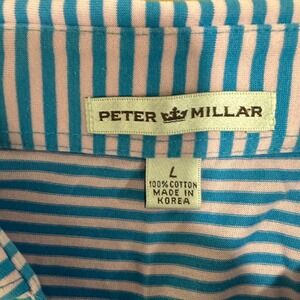 PETER MILLAR
L
100% COTTON
MADE IN
KOREA